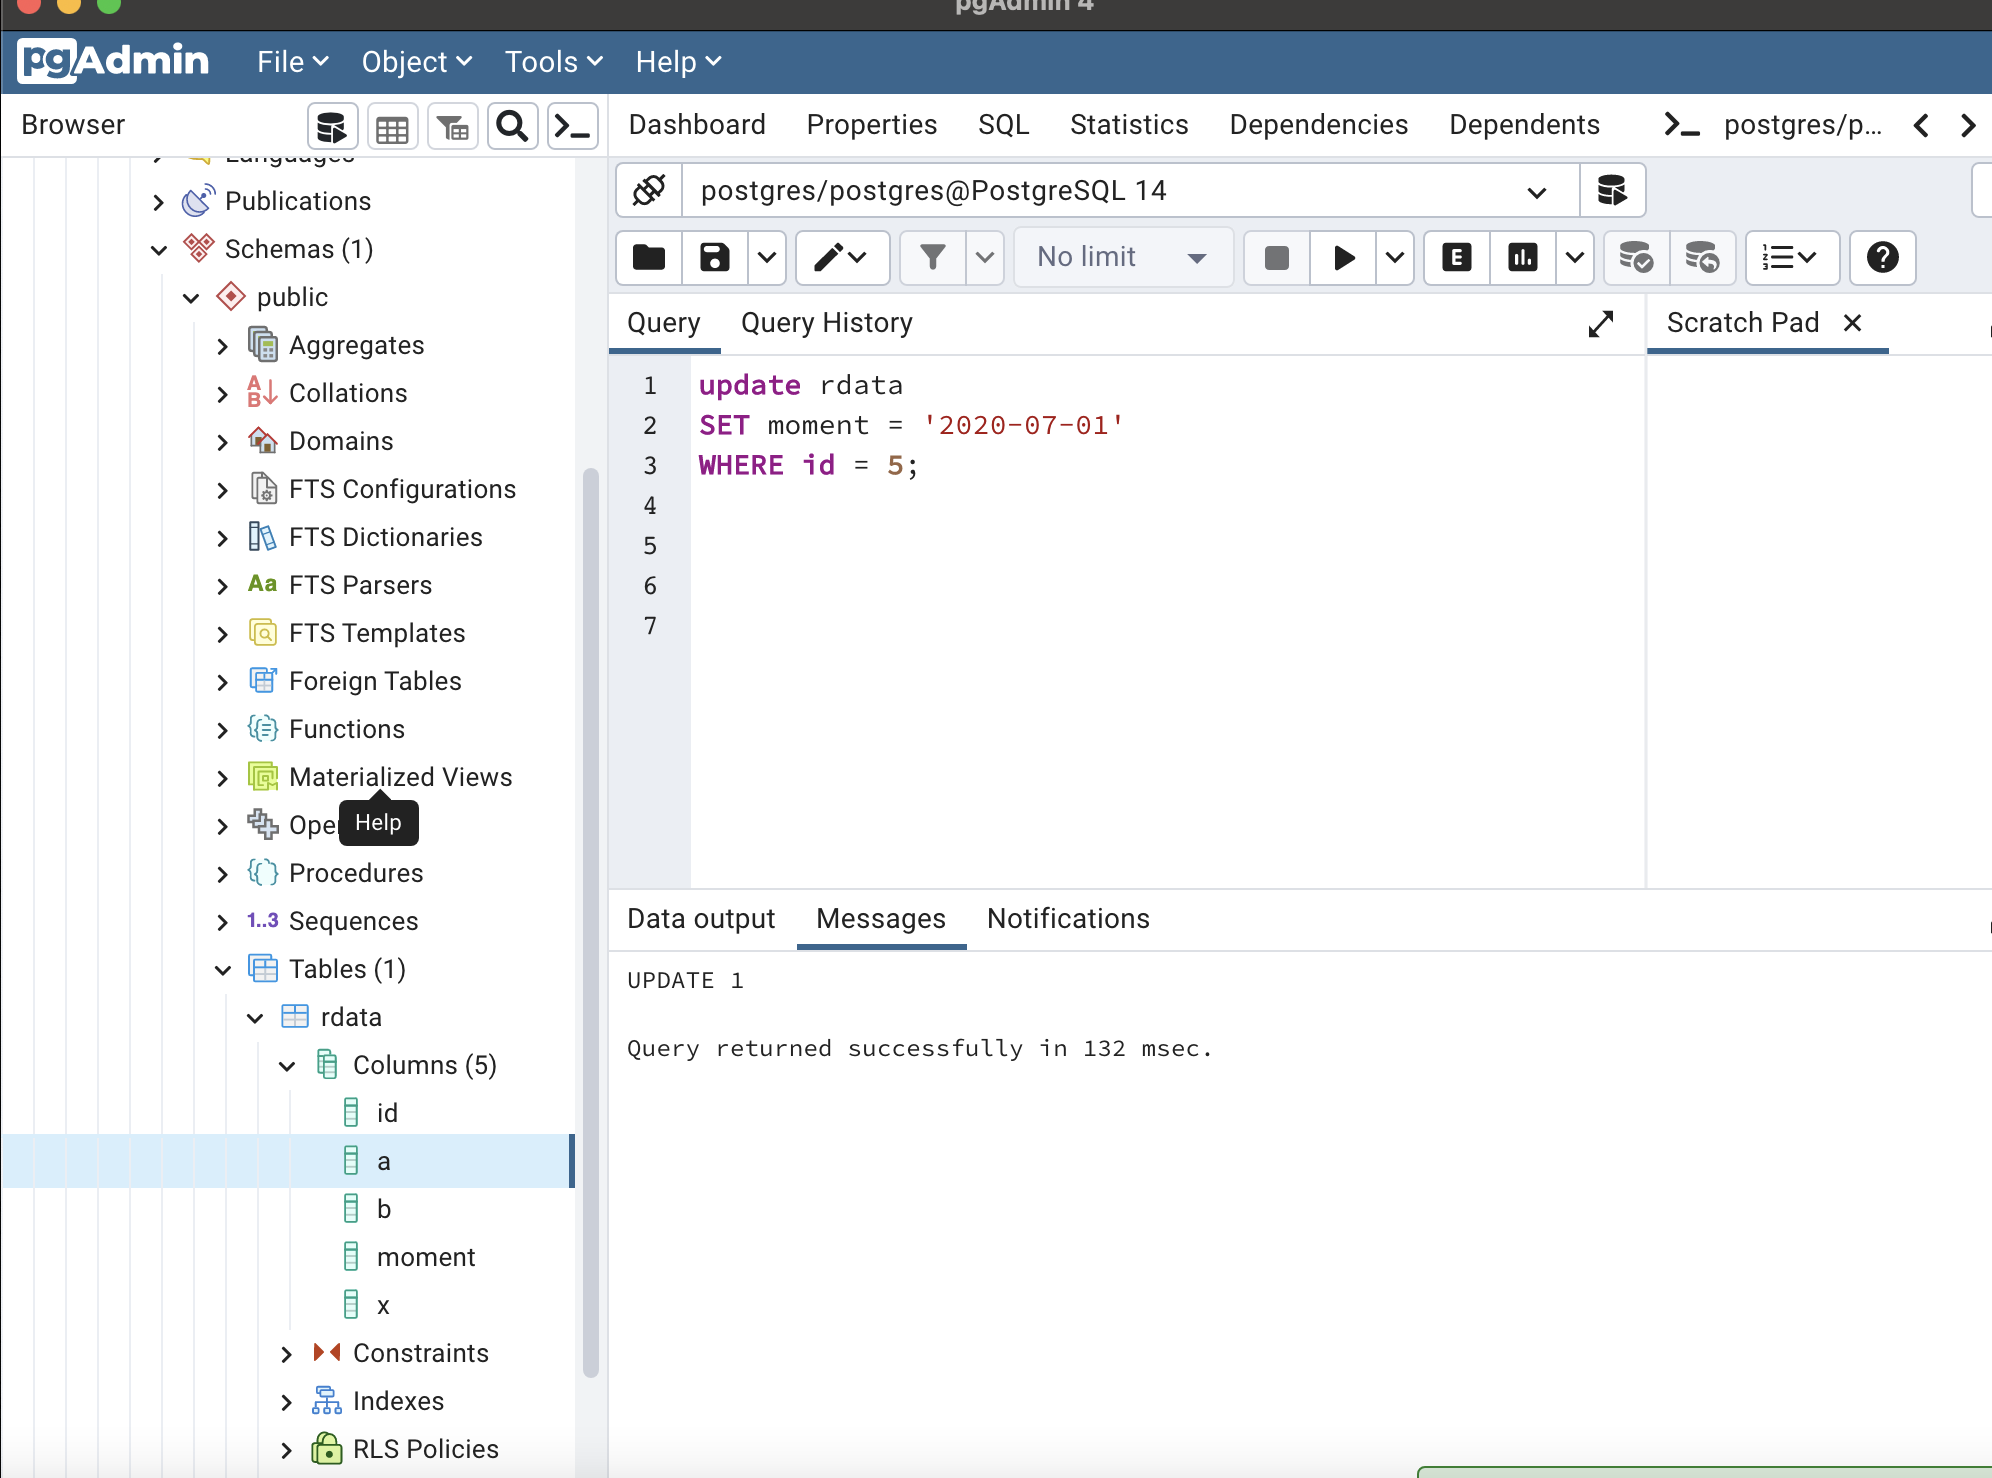 pgAdmin 4
pgAdmin File Object Tools Help
Browser
Dashboard Properties SQL Statistics Dependencies Dependents postgres/p...
Languages
Publications
Schemas (1)
public
Aggregates
Collations
Domains
FTS Configurations
FTS Dictionaries
Aa FTS Parsers
FTS Templates
Foreign Tables
Functions
Materialized Views
Help
Procedures
1..3 Sequences
Tables (1)
rdata
Columns (5)
id
a
b
moment
x
Constraints
Indexes
RLS Policies
postgres/postgres@PostgreSQL 14
No limit
E
Query Query History
Scratch Pad
1 update rdata
2 SET moment = '2020-07-01'
3 WHERE id = 5;
4
5
6
7
Data output Messages Notifications
UPDATE 1
Query returned successfully in 132 msec.